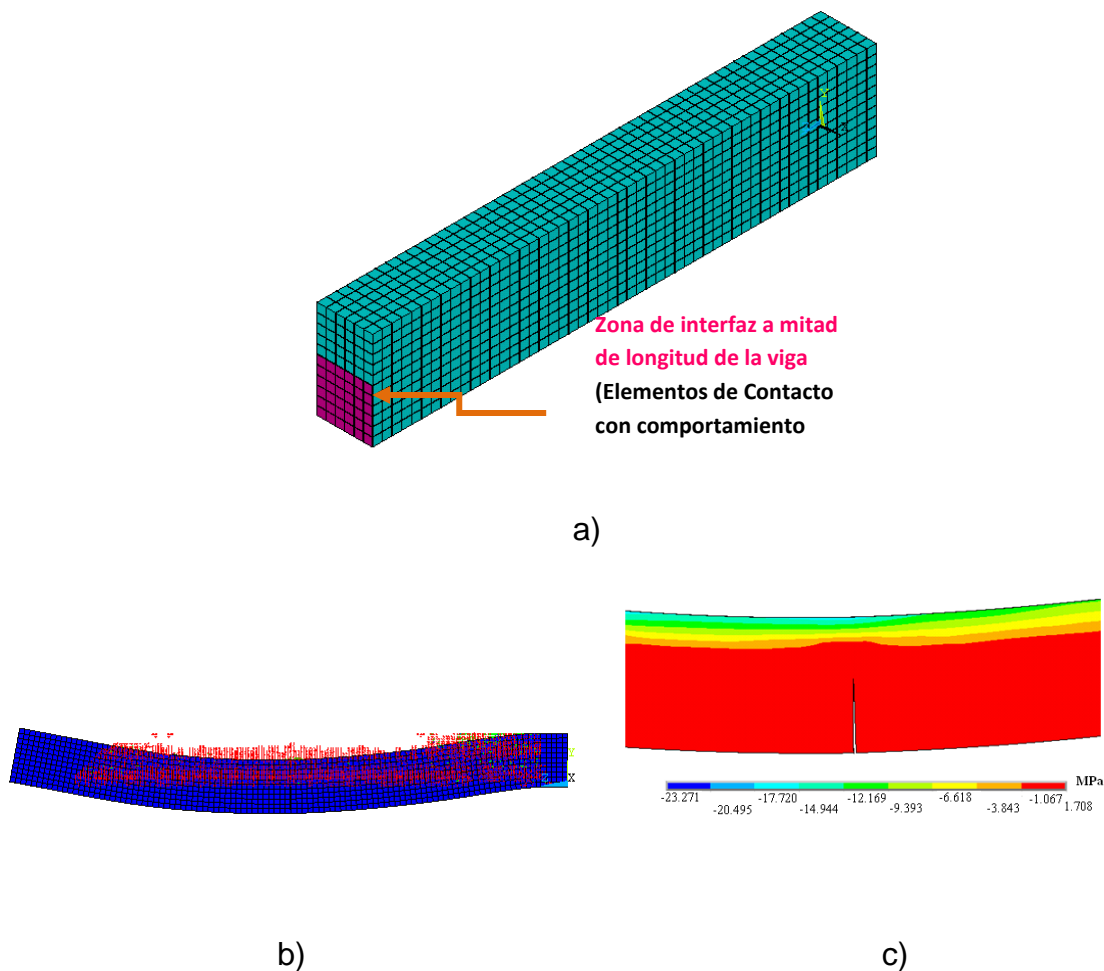 Zona de interfaz a mitad
de longitud de la viga
(Elementos de Contacto
con comportamiento
a)
Y
Z X
MPa
-23.271 -17.720 -12.169 -6.618 -1.067
-20.495 -14.944 -9.393 -3.843 1.708
b) c)